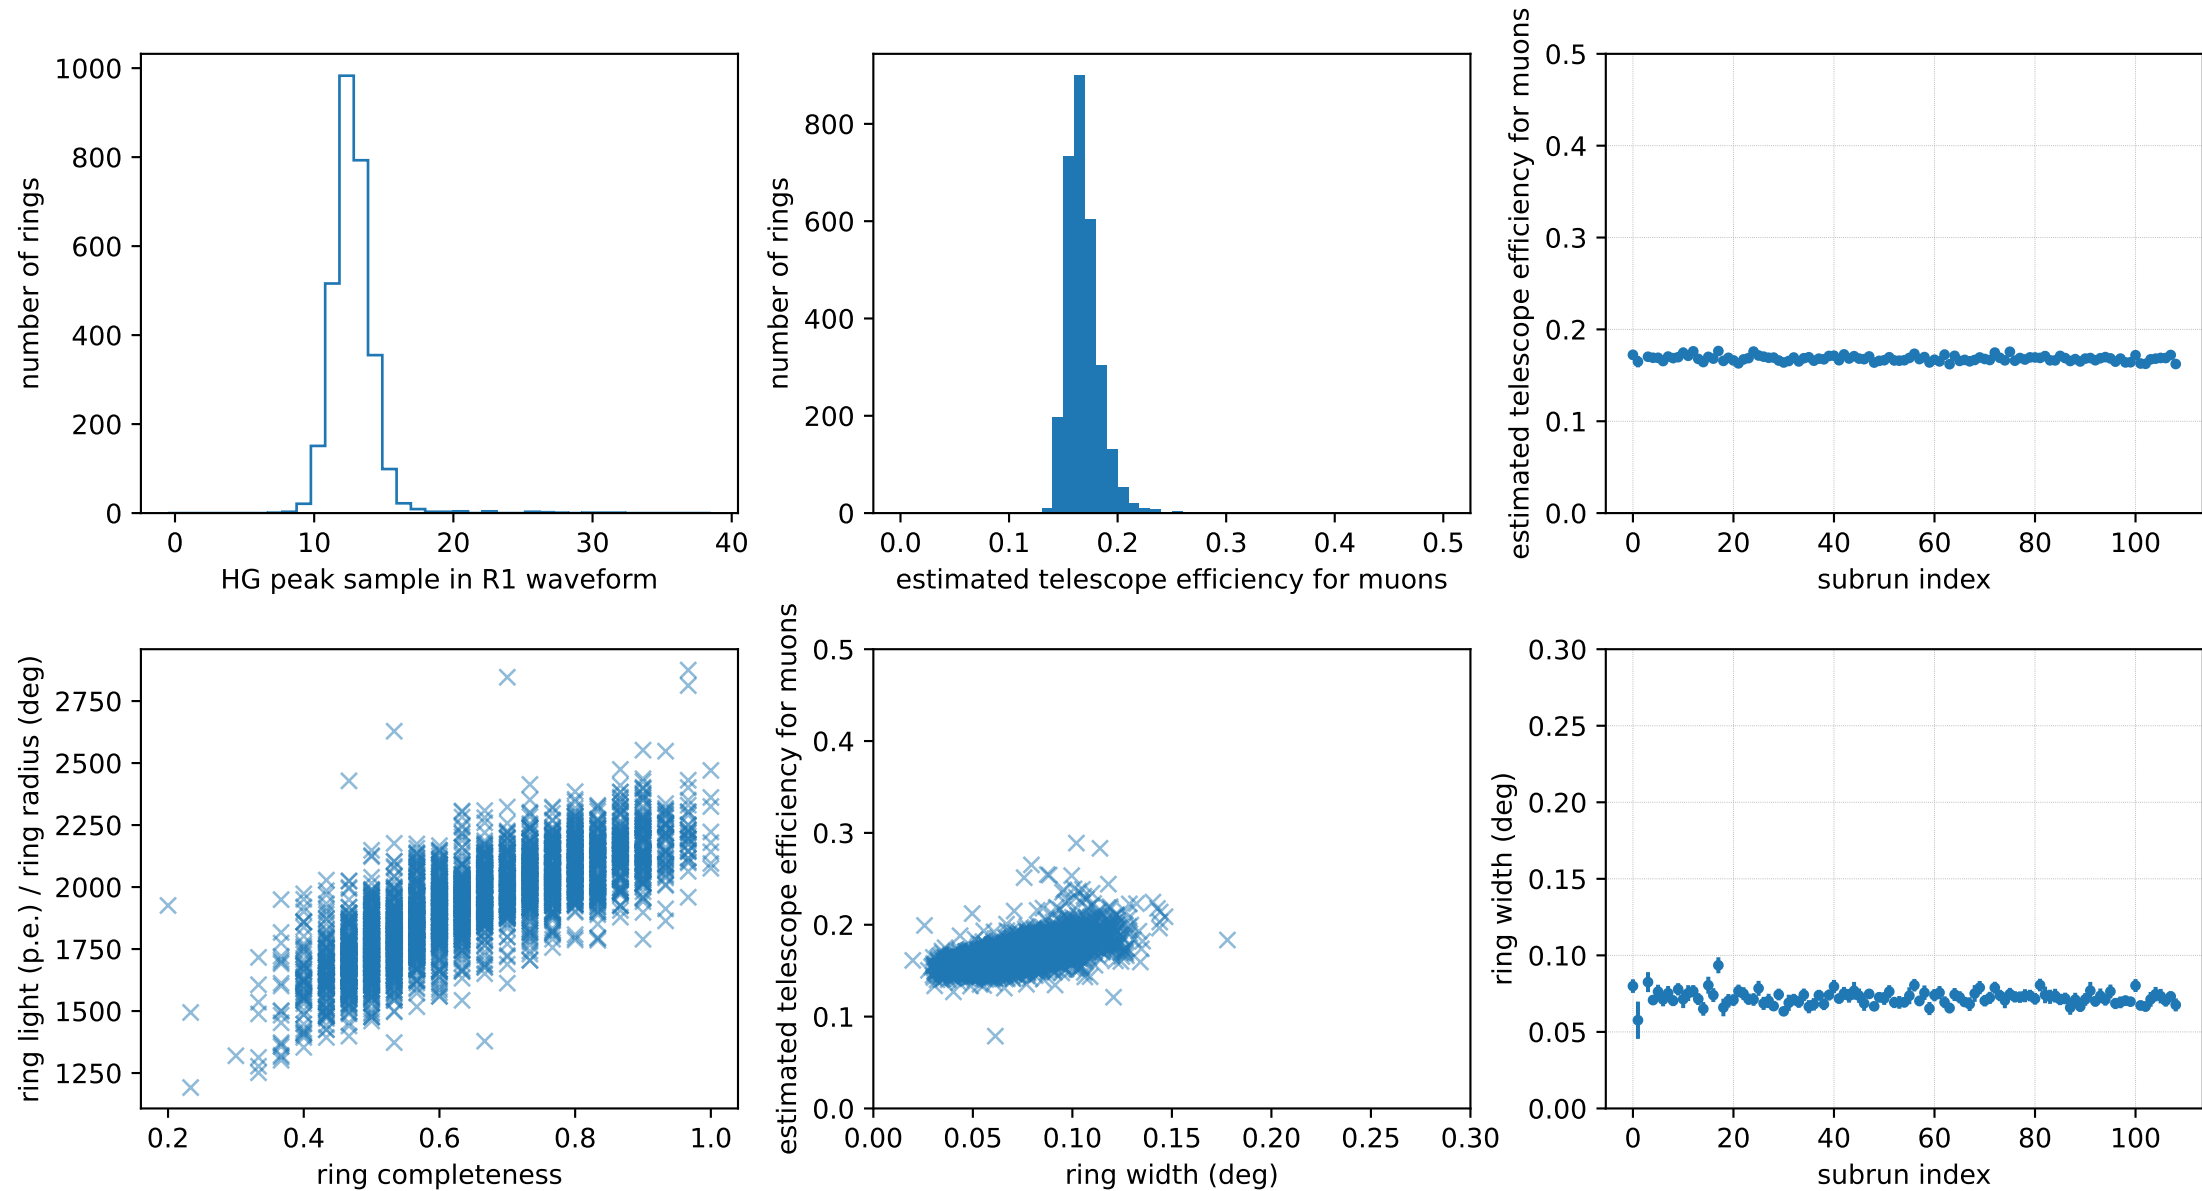 number of rings
1000
800
600
400
200
0
0 10 20 30 40
HG peak sample in R1 waveform
number of rings
800
600
400
200
0
0.0 0.1 0.2 0.3 0.4 0.5
estimated telescope efficiency for muons
estimated telescope efficiency for muons
0.5
0.4
0.3
0.2
0.1
0.0
0 20 40 60 80 100
subrun index
ring light (p.e.) / ring radius (deg)
2750
2500
2250
2000
1750
1500
1250
0.2 0.4 0.6 0.8 1.0
ring completeness
estimated telescope efficiency for muons
0.5
0.4
0.3
0.2
0.1
0.0
0.00 0.05 0.10 0.15 0.20 0.25 0.30
ring width (deg)
ring width (deg)
0.30
0.25
0.20
0.15
0.10
0.05
0.00
0 20 40 60 80 100
subrun index